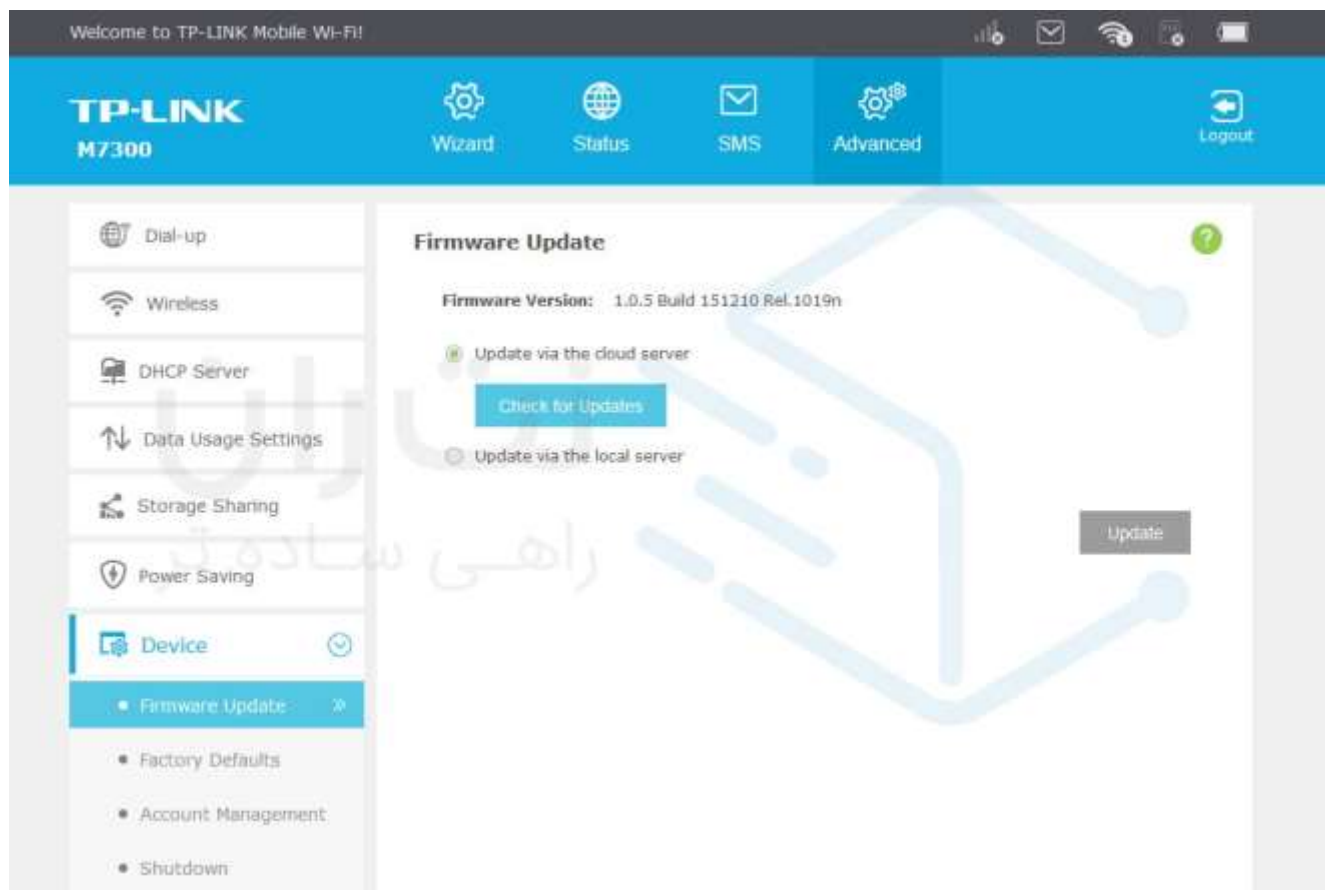 Welcome to TP-LINK Mobile Wi-Fi!
TP-LINK
M7300
Wizard
Status
SMS
Advanced
Logout
Dial-up
Wireless
DHCP Server
Data Usage Settings
Storage Sharing
Power Saving
Device
Firmware Update
Factory Defaults
Account Management
Shutdown
Firmware Update
Firmware Version: 1.0.5 Build 151210 Rel.1019n
Update via the cloud server
Check for Updates
Update via the local server
Update
نت‌ران
راهی ساده تر